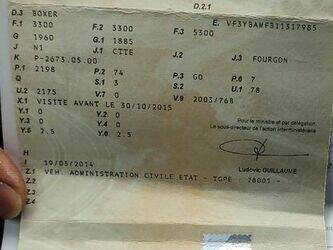 D.2.1
D.3 BOXER
E. VF3YBAMFB11317985
F.1 3300 F.2 3300 F.3 5300
G 1960 G.1 1885
J N1 J.1 CTTE J.2 J.3 FOURGON
K P-2673.05.00
P.1 2198 P.2 74 P.3 GO P.6 7
Q S.1 3 S.2 U.1 78
U.2 2175 V.7 0 V.9 2003/76B
X.1 VISITE AVANT LE 30/10/2015
Y.1 0 Y.2 0
Y.3 0 Y.4 0
Y.5 2.5 Y.6 2.5
Pour le ministre et par délégation,
Le sous-directeur de l'action interministérielle
H
Ludovic GUILLAUME
I 19/03/2014
Z.1 VEH. ADMINISTRATION CIVILE ETAT - TGPE : 28001 -
Z.2
Z.3
Z.4